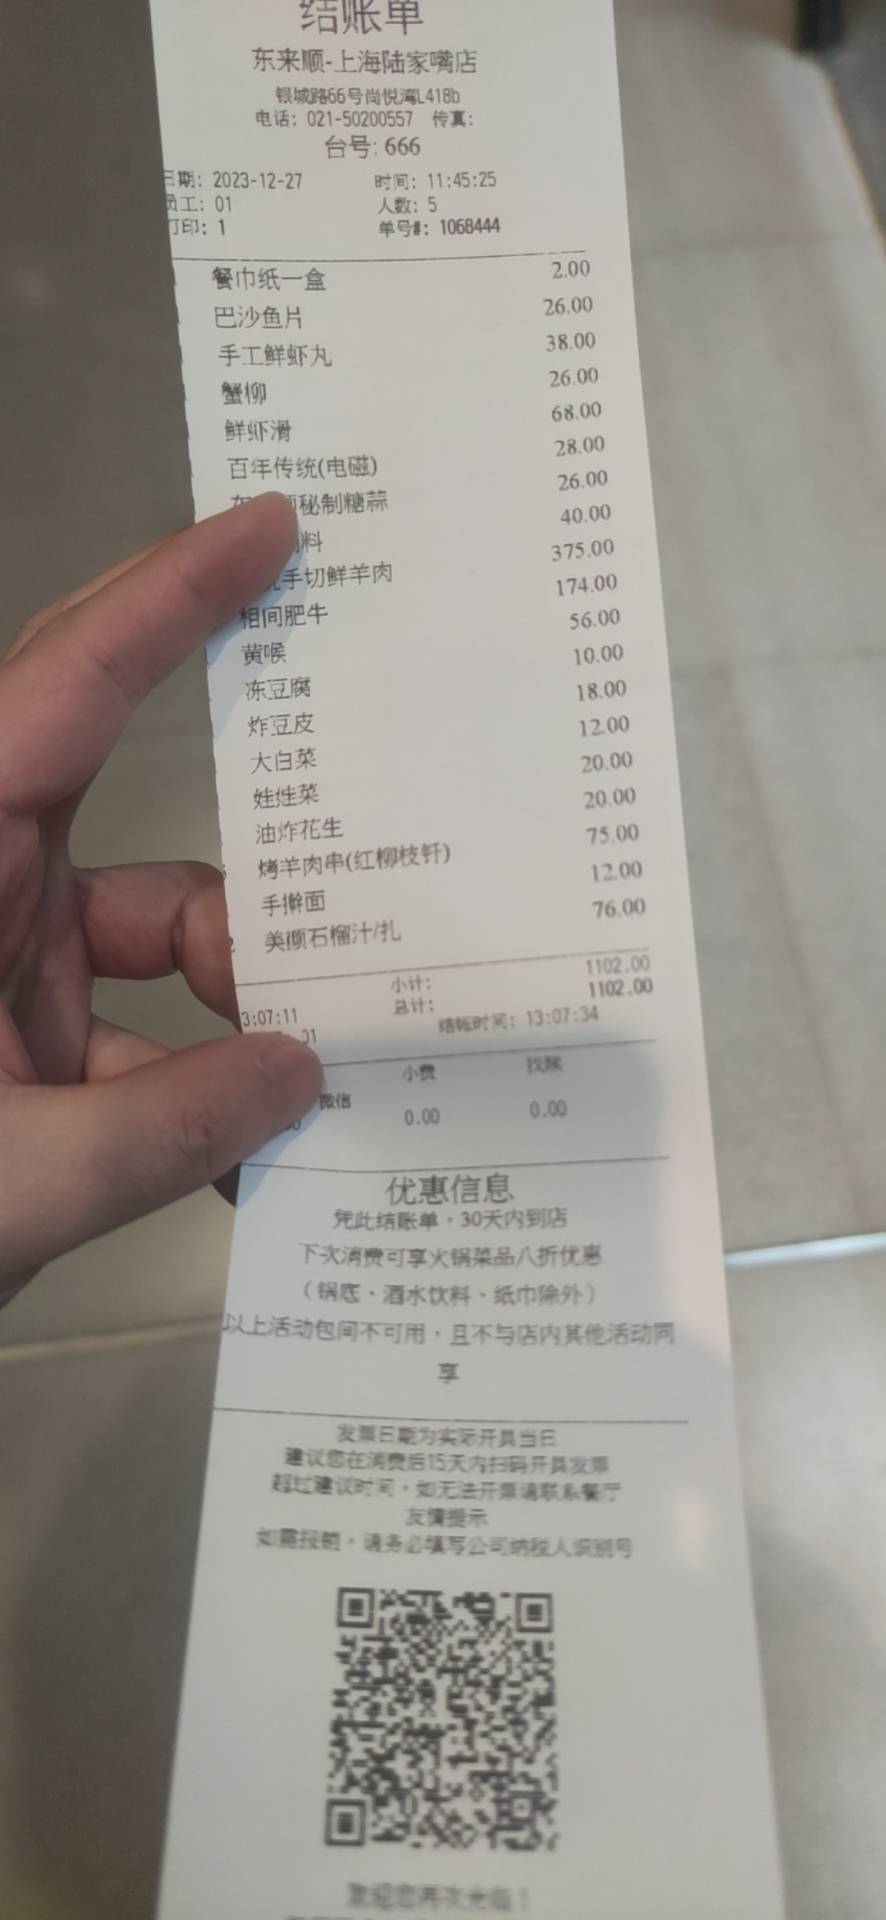 结账单
东来顺-上海陆家嘴店
银城路66号尚悦湾L418b
电话: 021-50200557 传真:
台号: 666
日期: 2023-12-27 时间: 11:45:25
员工: 01 人数: 5
打印: 1 单号#: 1068444
餐巾纸一盒 2.00
巴沙鱼片 26.00
手工鲜虾丸 38.00
蟹柳 26.00
鲜虾滑 68.00
百年传统(电磁) 28.00
秘制糖蒜 26.00
料 40.00
手切鲜羊肉 375.00
相间肥牛 174.00
黄喉 56.00
冻豆腐 10.00
炸豆皮 18.00
大白菜 12.00
娃娃菜 20.00
油炸花生 20.00
烤羊肉串(红柳枝钎) 75.00
手擀面 12.00
2 美颜石榴汁/扎 76.00
小计: 1102.00
总计: 1102.00
3:07:11 结帐时间: 13:07:34
01
小费 找赎
微信
0.00 0.00
优惠信息
凭此结账单，30天内到店
下次消费可享火锅菜品八折优惠
（锅底、酒水饮料、纸巾除外）
以上活动包间不可用，且不与店内其他活动同
享
发票日期为实际开具当日
建议您在消费后15天内扫码开具发票
超过建议时间，如无法开票请联系餐厅
友情提示
如需报销，请务必填写公司纳税人识别号
欢迎您再次光临！